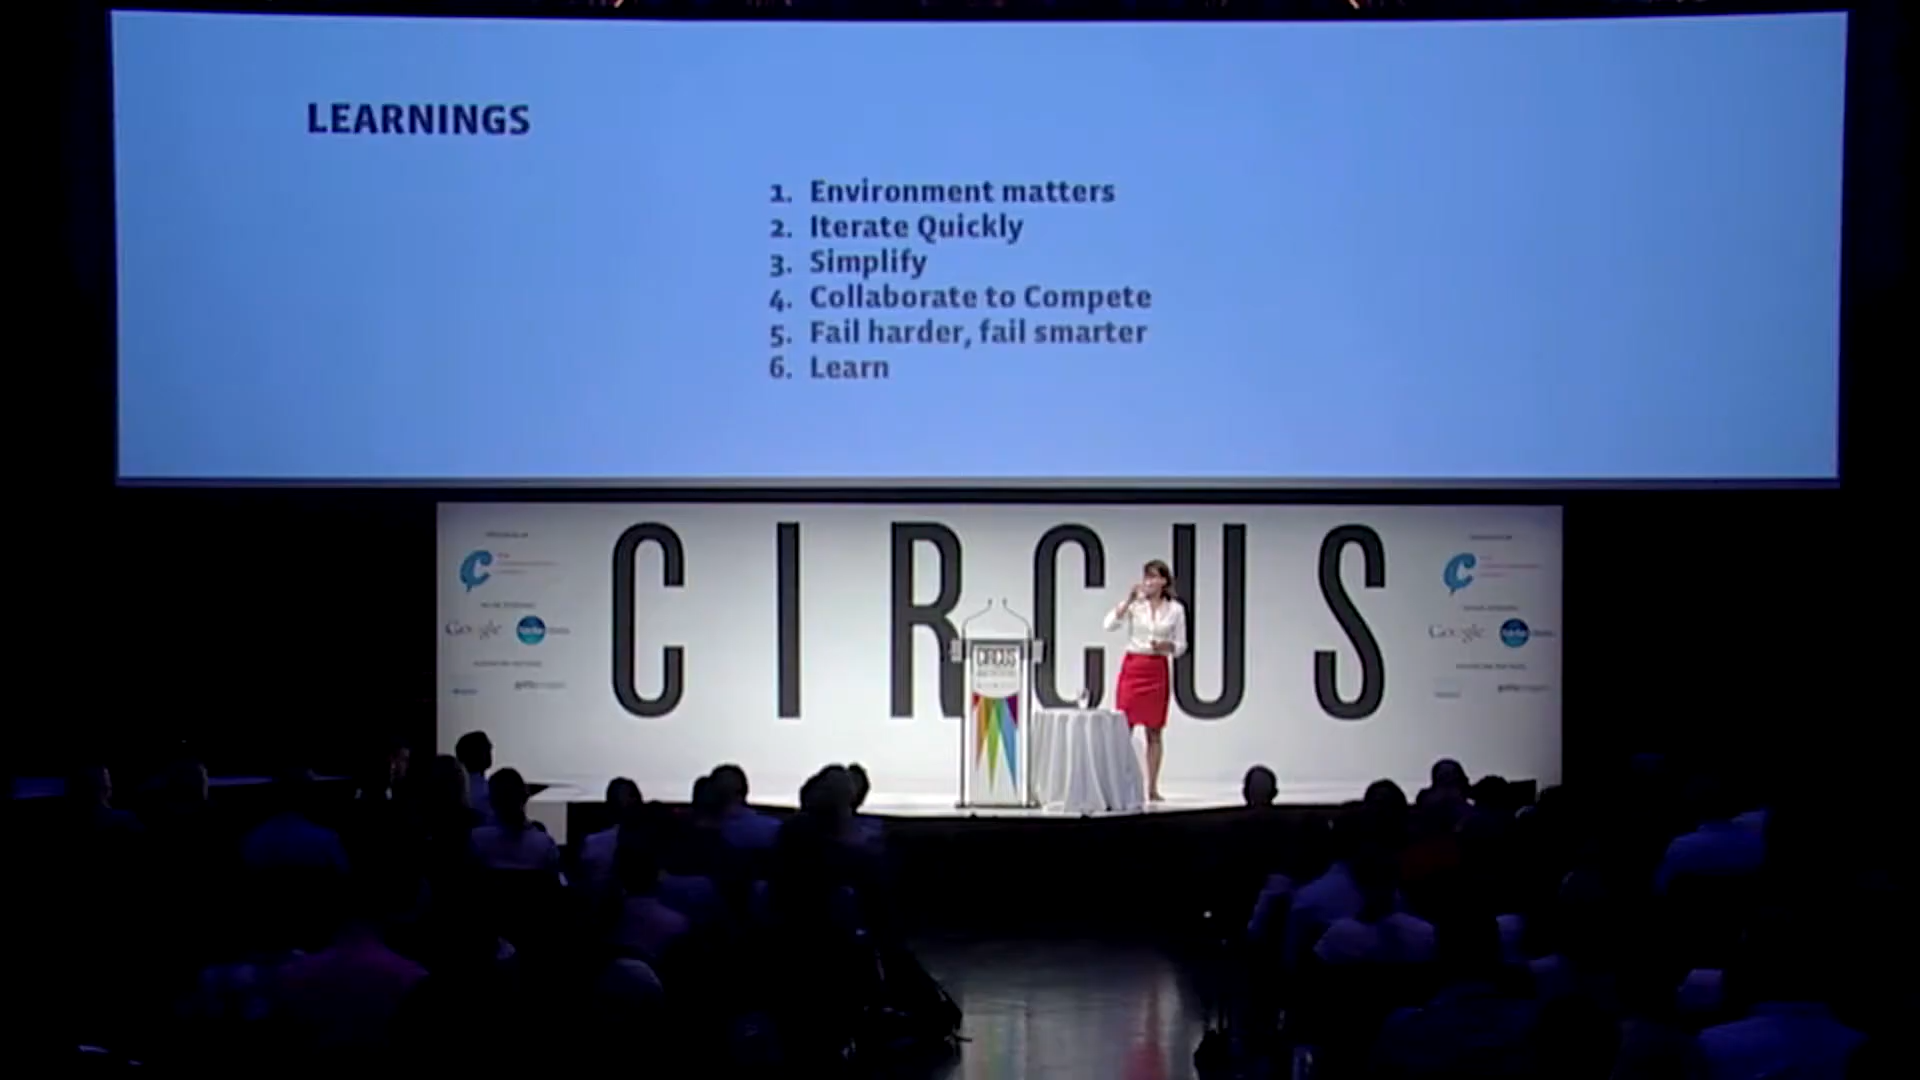 LEARNINGS
1. Environment matters
2. Iterate Quickly
3. Simplify
4. Collaborate to Compete
5. Fail harder, fail smarter
6. Learn
CIRCUS
Google
Google
CIRCUS